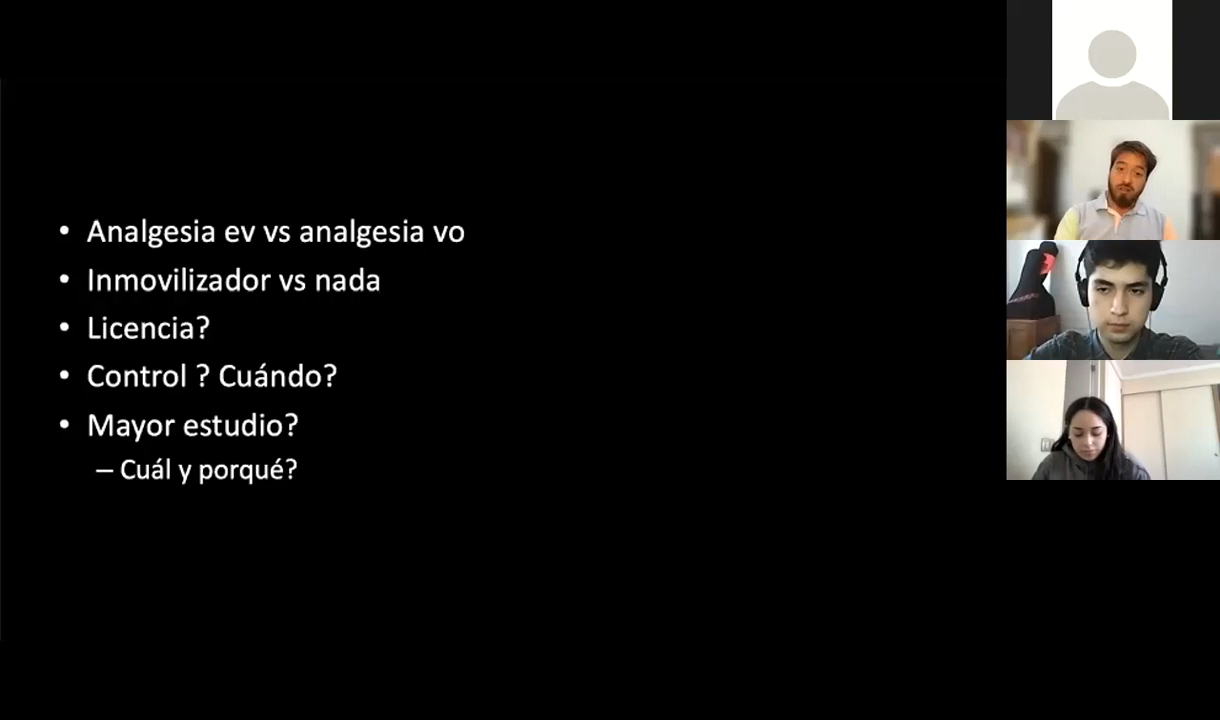 • Analgesia ev vs analgesia vo
• Inmovilizador vs nada
• Licencia?
• Control ? Cuándo?
• Mayor estudio?
– Cuál y porqué?